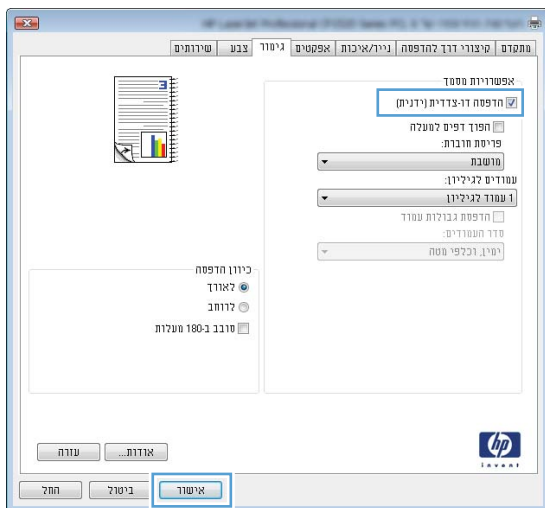 מתקדם קיצורי דרך להדפסה נייר/איכות אפקטים גימור צבע שירותים
אפשרויות מסמך
הדפסה דו-צדדית (ידנית)
הפוך דפים למעלה
פריסת חוברת:
מושבת
עמודים לגיליון:
1 עמוד לגיליון
הדפסת גבולות עמוד
סדר העמודים:
ימין, וכלפי מטה
כיוון הדפסה
לאורך
לרוחב
סובב ב-180 מעלות
hp
invent
אודות... עזרה
אישור ביטול החל